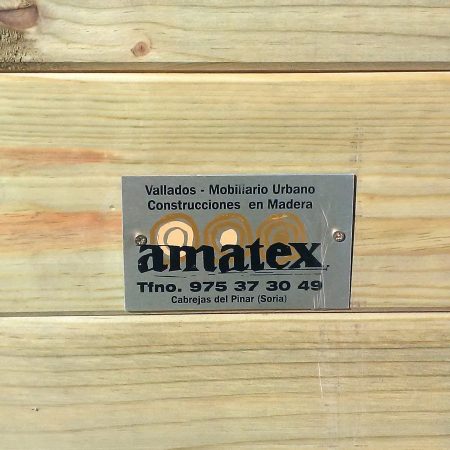 Vallados - Mobiliario Urbano
Construcciones en Madera
amatex
Tfno. 975 37 30 49
Cabrejas del Pinar (Soria)